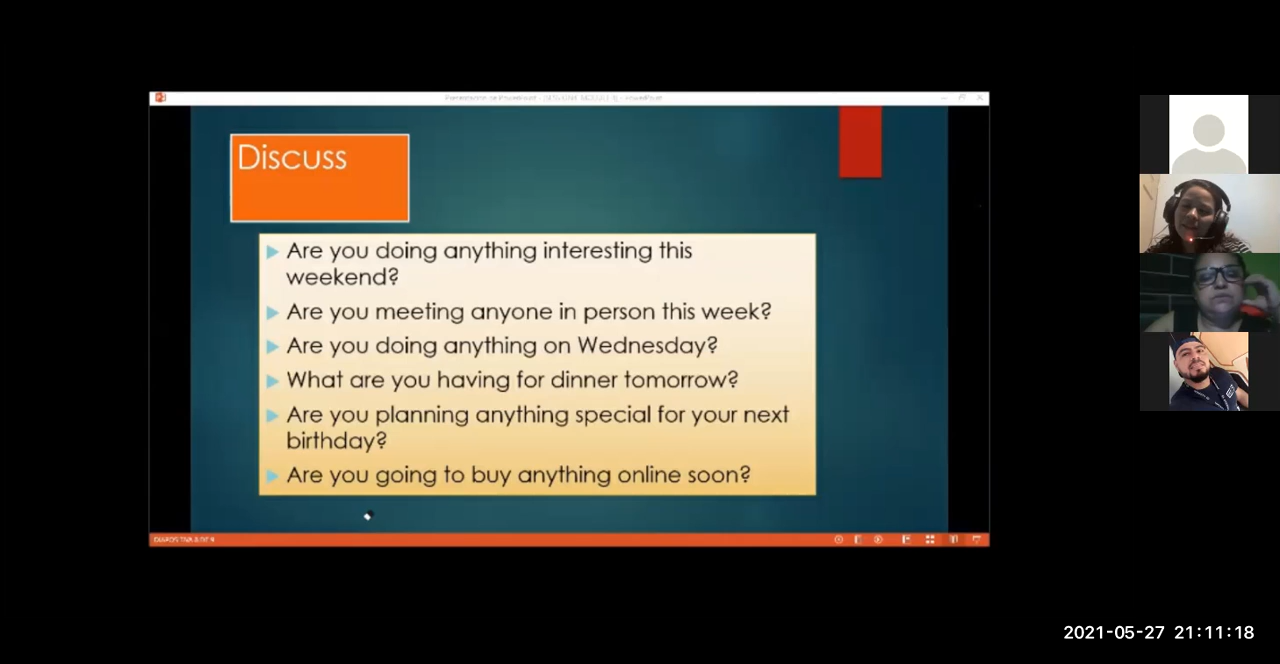 Discuss
Are you doing anything interesting this
weekend?
Are you meeting anyone in person this week?
Are you doing anything on Wednesday?
What are you having for dinner tomorrow?
Are you planning anything special for your next
birthday?
Are you going to buy anything online soon?
2021-05-27 21:11:18